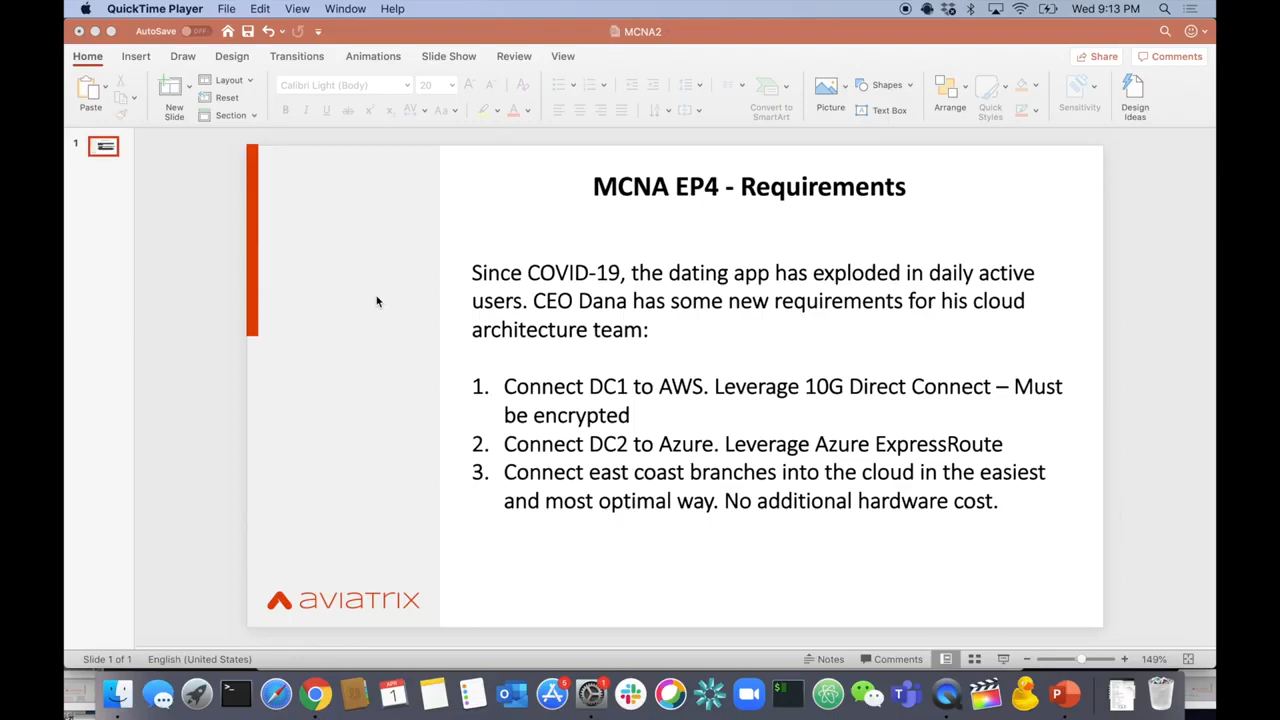 QuickTime Player File Edit View Window Help Wed 9:13 PM
AutoSave OFF MCNA2
Home Insert Draw Design Transitions Animations Slide Show Review View Share Comments
Paste New Slide Layout Reset Section Calibri Light (Body) 20 Convert to SmartArt Picture Shapes Text Box Arrange Quick Styles Sensitivity Design Ideas
1
MCNA EP4 - Requirements
Since COVID-19, the dating app has exploded in daily active
users. CEO Dana has some new requirements for his cloud
architecture team:
1. Connect DC1 to AWS. Leverage 10G Direct Connect – Must
be encrypted
2. Connect DC2 to Azure. Leverage Azure ExpressRoute
3. Connect east coast branches into the cloud in the easiest
and most optimal way. No additional hardware cost.
aviatrix
Slide 1 of 1 English (United States) Notes Comments 149%
APR 1 6 1